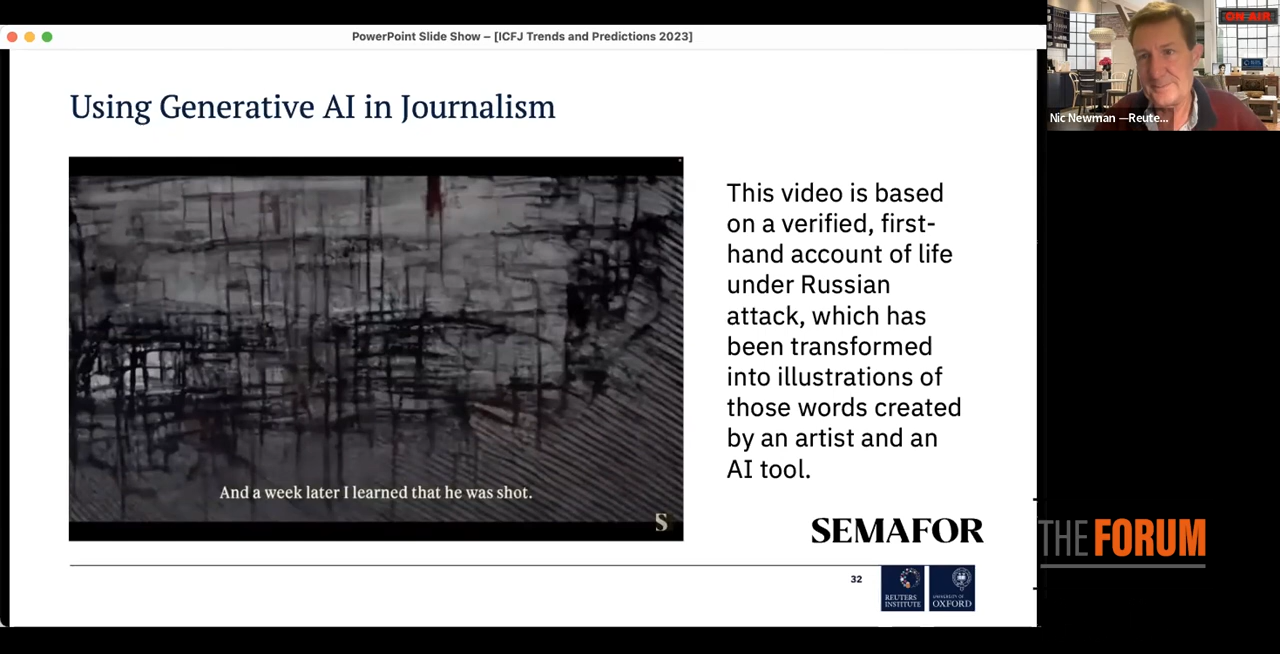 PowerPoint Slide Show – [ICFJ Trends and Predictions 2023]
ON AIR
Nic Newman —Reute...
Using Generative AI in Journalism
This video is based
on a verified, first-
hand account of life
under Russian
attack, which has
been transformed
into illustrations of
those words created
by an artist and an
AI tool.
And a week later I learned that he was shot.
S
SEMAFOR
THE FORUM
32
REUTERS
INSTITUTE
UNIVERSITY OF
OXFORD